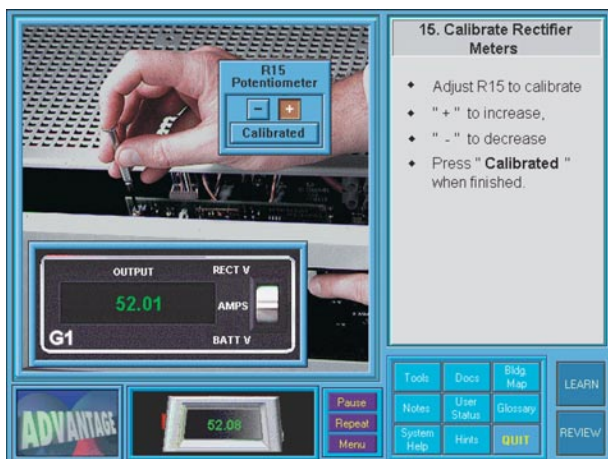 R15
Potentiometer
- +
Calibrated
OUTPUT
RECT V
52.01
AMPS
G1
BATT V
15. Calibrate Rectifier
Meters
Adjust R15 to calibrate
" + " to increase,
" - " to decrease
Press " Calibrated "
when finished.
ADVANTAGE
52.08
Pause
Repeat
Menu
Tools
Docs
Bldg
Map
Notes
User
Status
Glossary
System
Help
Hints
QUIT
LEARN
REVIEW